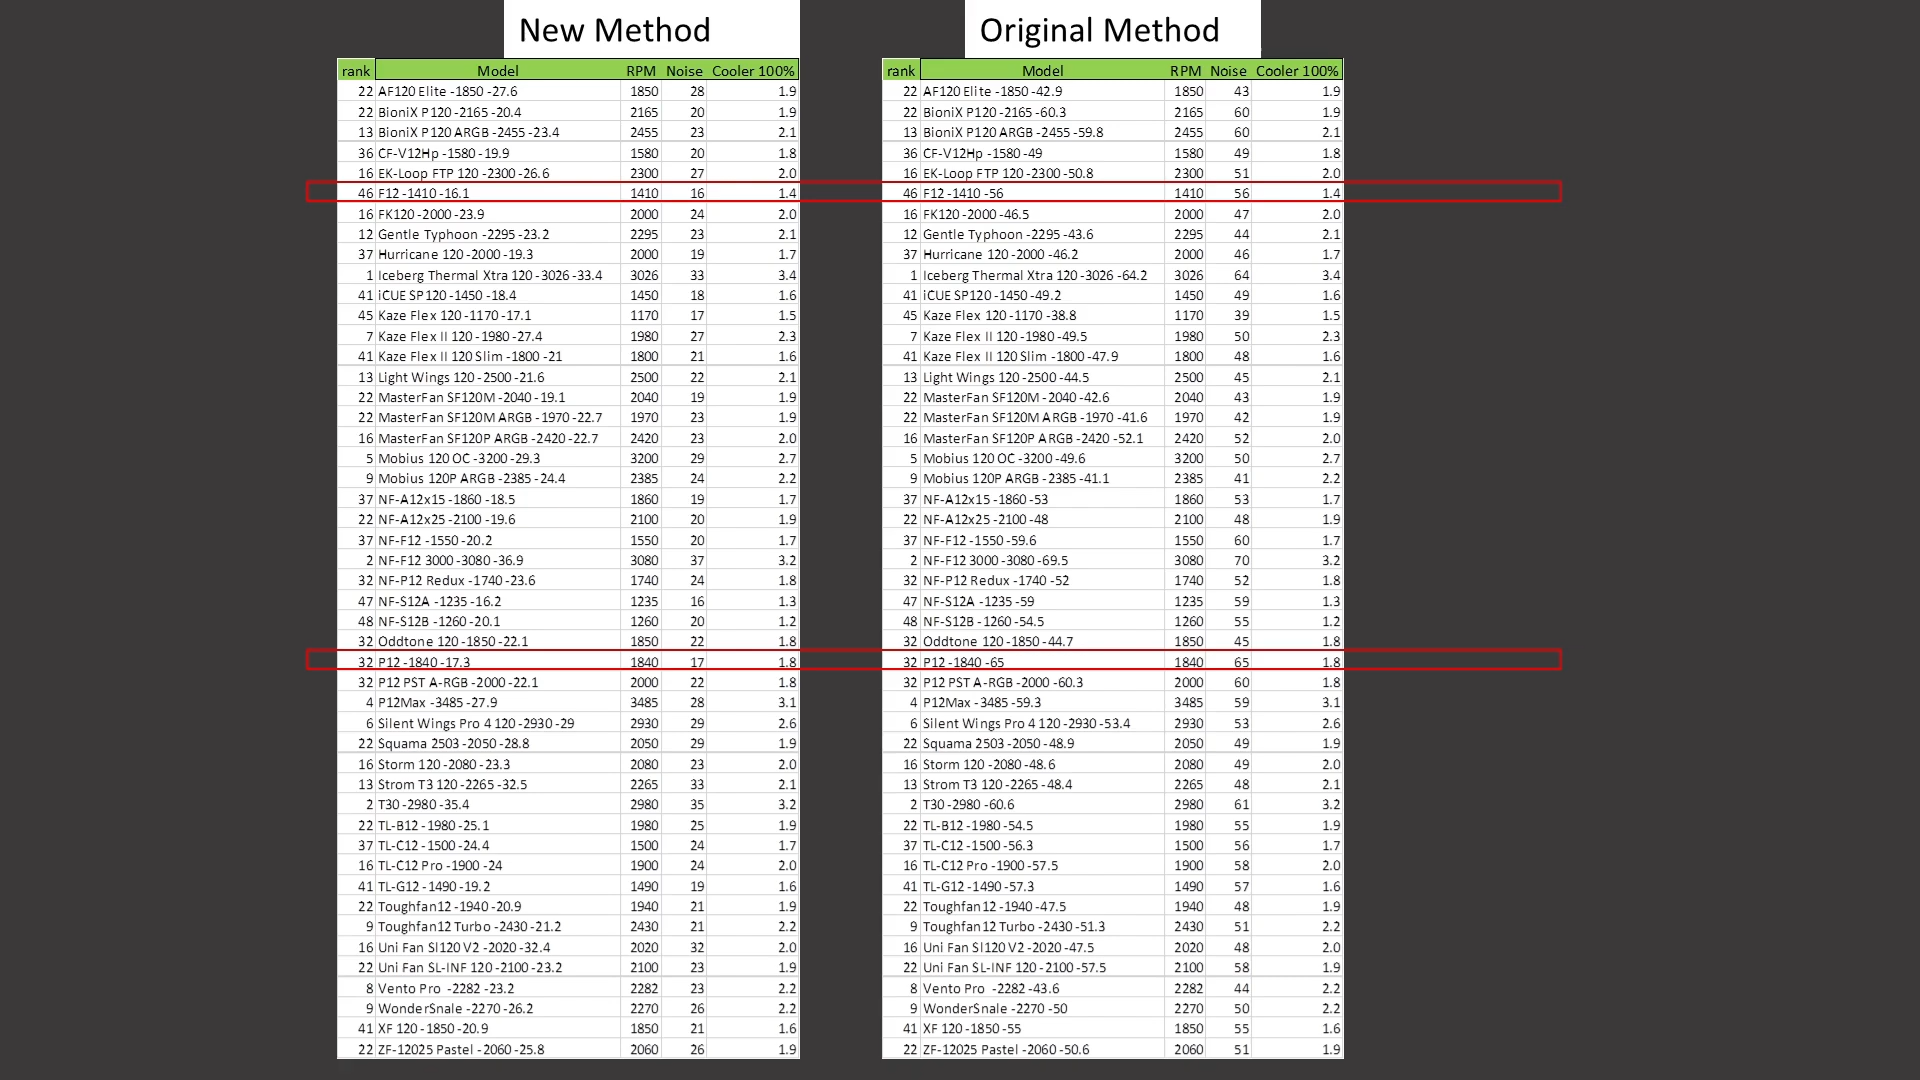 New Method
Original Method
rank Model RPM Noise Cooler 100%
22 AF120 Elite -1850 -27.6 1850 28 1.9
22 BioniX P120 -2165 -20.4 2165 20 1.9
13 BioniX P120 ARGB -2455 -23.4 2455 23 2.1
36 CF-V12Hp -1580 -19.9 1580 20 1.8
16 EK-Loop FTP 120 -2300 -26.6 2300 27 2.0
46 F12 -1410 -16.1 1410 16 1.4
16 FK120 -2000 -23.9 2000 24 2.0
12 Gentle Typhoon -2295 -23.2 2295 23 2.1
37 Hurricane 120 -2000 -19.3 2000 19 1.7
1 Iceberg Thermal Xtra 120 -3026 -33.4 3026 33 3.4
41 iCUE SP120 -1450 -18.4 1450 18 1.6
45 Kaze Flex 120 -1170 -17.1 1170 17 1.5
7 Kaze Flex II 120 -1980 -27.4 1980 27 2.3
41 Kaze Flex II 120 Slim -1800 -21 1800 21 1.6
13 Light Wings 120 -2500 -21.6 2500 22 2.1
22 MasterFan SF120M -2040 -19.1 2040 19 1.9
22 MasterFan SF120M ARGB -1970 -22.7 1970 23 1.9
16 MasterFan SF120P ARGB -2420 -22.7 2420 23 2.0
5 Mobius 120 OC -3200 -29.3 3200 29 2.7
9 Mobius 120P ARGB -2385 -24.4 2385 24 2.2
37 NF-A12x15 -1860 -18.5 1860 19 1.7
22 NF-A12x25 -2100 -19.6 2100 20 1.9
37 NF-F12 -1550 -20.2 1550 20 1.7
2 NF-F12 3000 -3080 -36.9 3080 37 3.2
32 NF-P12 Redux -1740 -23.6 1740 24 1.8
47 NF-S12A -1235 -16.2 1235 16 1.3
48 NF-S12B -1260 -20.1 1260 20 1.2
32 Oddtone 120 -1850 -22.1 1850 22 1.8
32 P12 -1840 -17.3 1840 17 1.8
32 P12 PST A-RGB -2000 -22.1 2000 22 1.8
4 P12Max -3485 -27.9 3485 28 3.1
6 Silent Wings Pro 4 120 -2930 -29 2930 29 2.6
22 Squama 2503 -2050 -28.8 2050 29 1.9
16 Storm 120 -2080 -23.3 2080 23 2.0
13 Strom T3 120 -2265 -32.5 2265 33 2.1
2 T30 -2980 -35.4 2980 35 3.2
22 TL-B12 -1980 -25.1 1980 25 1.9
37 TL-C12 -1500 -24.4 1500 24 1.7
16 TL-C12 Pro -1900 -24 1900 24 2.0
41 TL-G12 -1490 -19.2 1490 19 1.6
22 Toughfan12 -1940 -20.9 1940 21 1.9
9 Toughfan12 Turbo -2430 -21.2 2430 21 2.2
16 Uni Fan Sl120 V2 -2020 -32.4 2020 32 2.0
22 Uni Fan SL-INF 120 -2100 -23.2 2100 23 1.9
8 Vento Pro -2282 -23.2 2282 23 2.2
9 WonderSnale -2270 -26.2 2270 26 2.2
41 XF 120 -1850 -20.9 1850 21 1.6
22 ZF-12025 Pastel -2060 -25.8 2060 26 1.9
rank Model RPM Noise Cooler 100%
22 AF120 Elite -1850 -42.9 1850 43 1.9
22 BioniX P120 -2165 -60.3 2165 60 1.9
13 BioniX P120 ARGB -2455 -59.8 2455 60 2.1
36 CF-V12Hp -1580 -49 1580 49 1.8
16 EK-Loop FTP 120 -2300 -50.8 2300 51 2.0
46 F12 -1410 -56 1410 56 1.4
16 FK120 -2000 -46.5 2000 47 2.0
12 Gentle Typhoon -2295 -43.6 2295 44 2.1
37 Hurricane 120 -2000 -46.2 2000 46 1.7
1 Iceberg Thermal Xtra 120 -3026 -64.2 3026 64 3.4
41 iCUE SP120 -1450 -49.2 1450 49 1.6
45 Kaze Flex 120 -1170 -38.8 1170 39 1.5
7 Kaze Flex II 120 -1980 -49.5 1980 50 2.3
41 Kaze Flex II 120 Slim -1800 -47.9 1800 48 1.6
13 Light Wings 120 -2500 -44.5 2500 45 2.1
22 MasterFan SF120M -2040 -42.6 2040 43 1.9
22 MasterFan SF120M ARGB -1970 -41.6 1970 42 1.9
16 MasterFan SF120P ARGB -2420 -52.1 2420 52 2.0
5 Mobius 120 OC -3200 -49.6 3200 50 2.7
9 Mobius 120P ARGB -2385 -41.1 2385 41 2.2
37 NF-A12x15 -1860 -53 1860 53 1.7
22 NF-A12x25 -2100 -48 2100 48 1.9
37 NF-F12 -1550 -59.6 1550 60 1.7
2 NF-F12 3000 -3080 -69.5 3080 70 3.2
32 NF-P12 Redux -1740 -52 1740 52 1.8
47 NF-S12A -1235 -59 1235 59 1.3
48 NF-S12B -1260 -54.5 1260 55 1.2
32 Oddtone 120 -1850 -44.7 1850 45 1.8
32 P12 -1840 -65 1840 65 1.8
32 P12 PST A-RGB -2000 -60.3 2000 60 1.8
4 P12Max -3485 -59.3 3485 59 3.1
6 Silent Wings Pro 4 120 -2930 -53.4 2930 53 2.6
22 Squama 2503 -2050 -48.9 2050 49 1.9
16 Storm 120 -2080 -48.6 2080 49 2.0
13 Strom T3 120 -2265 -48.4 2265 48 2.1
2 T30 -2980 -60.6 2980 61 3.2
22 TL-B12 -1980 -54.5 1980 55 1.9
37 TL-C12 -1500 -56.3 1500 56 1.7
16 TL-C12 Pro -1900 -57.5 1900 58 2.0
41 TL-G12 -1490 -57.3 1490 57 1.6
22 Toughfan12 -1940 -47.5 1940 48 1.9
9 Toughfan12 Turbo -2430 -51.3 2430 51 2.2
16 Uni Fan Sl120 V2 -2020 -47.5 2020 48 2.0
22 Uni Fan SL-INF 120 -2100 -57.5 2100 58 1.9
8 Vento Pro -2282 -43.6 2282 44 2.2
9 WonderSnale -2270 -50 2270 50 2.2
41 XF 120 -1850 -55 1850 55 1.6
22 ZF-12025 Pastel -2060 -50.6 2060 51 1.9